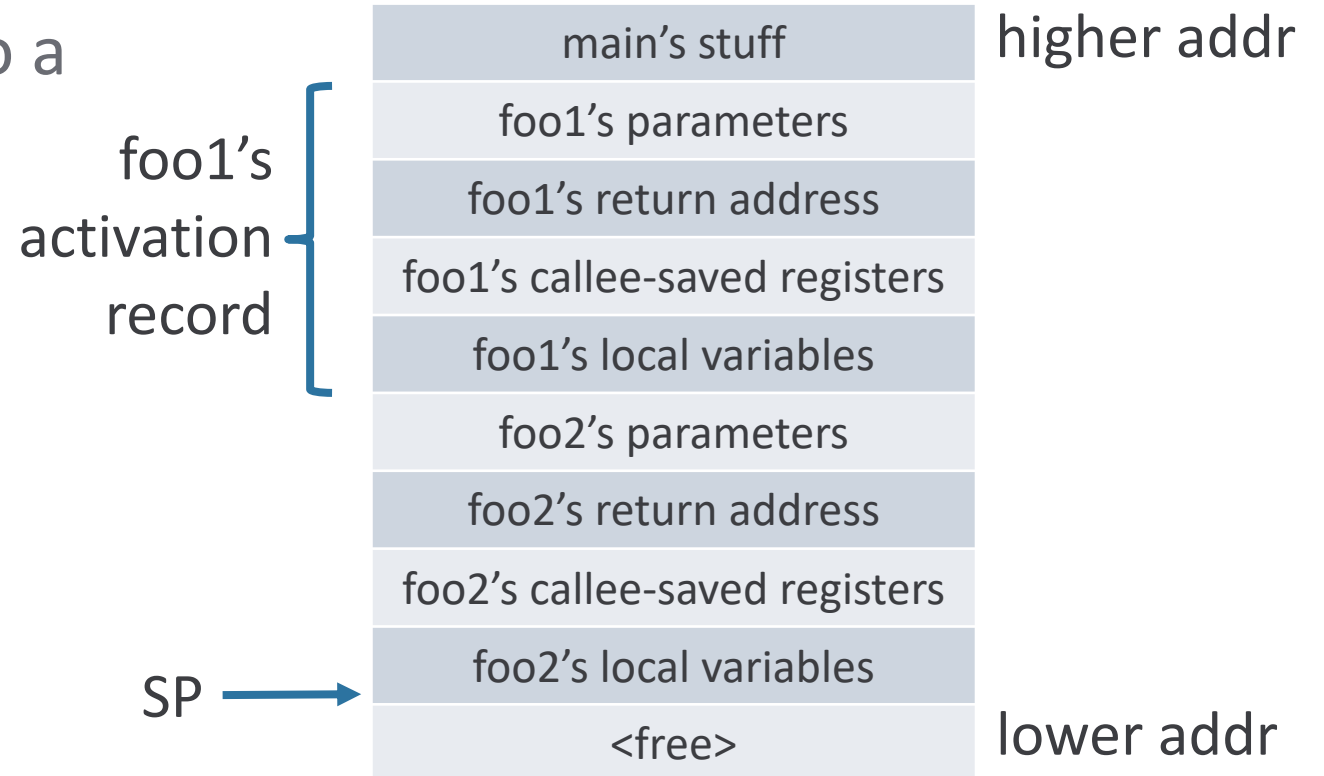 o a
main’s stuff
higher addr
foo1’s parameters
foo1’s
activation
record
foo1’s return address
foo1’s callee-saved registers
foo1’s local variables
foo2’s parameters
foo2’s return address
foo2’s callee-saved registers
foo2’s local variables
SP
<free>
lower addr